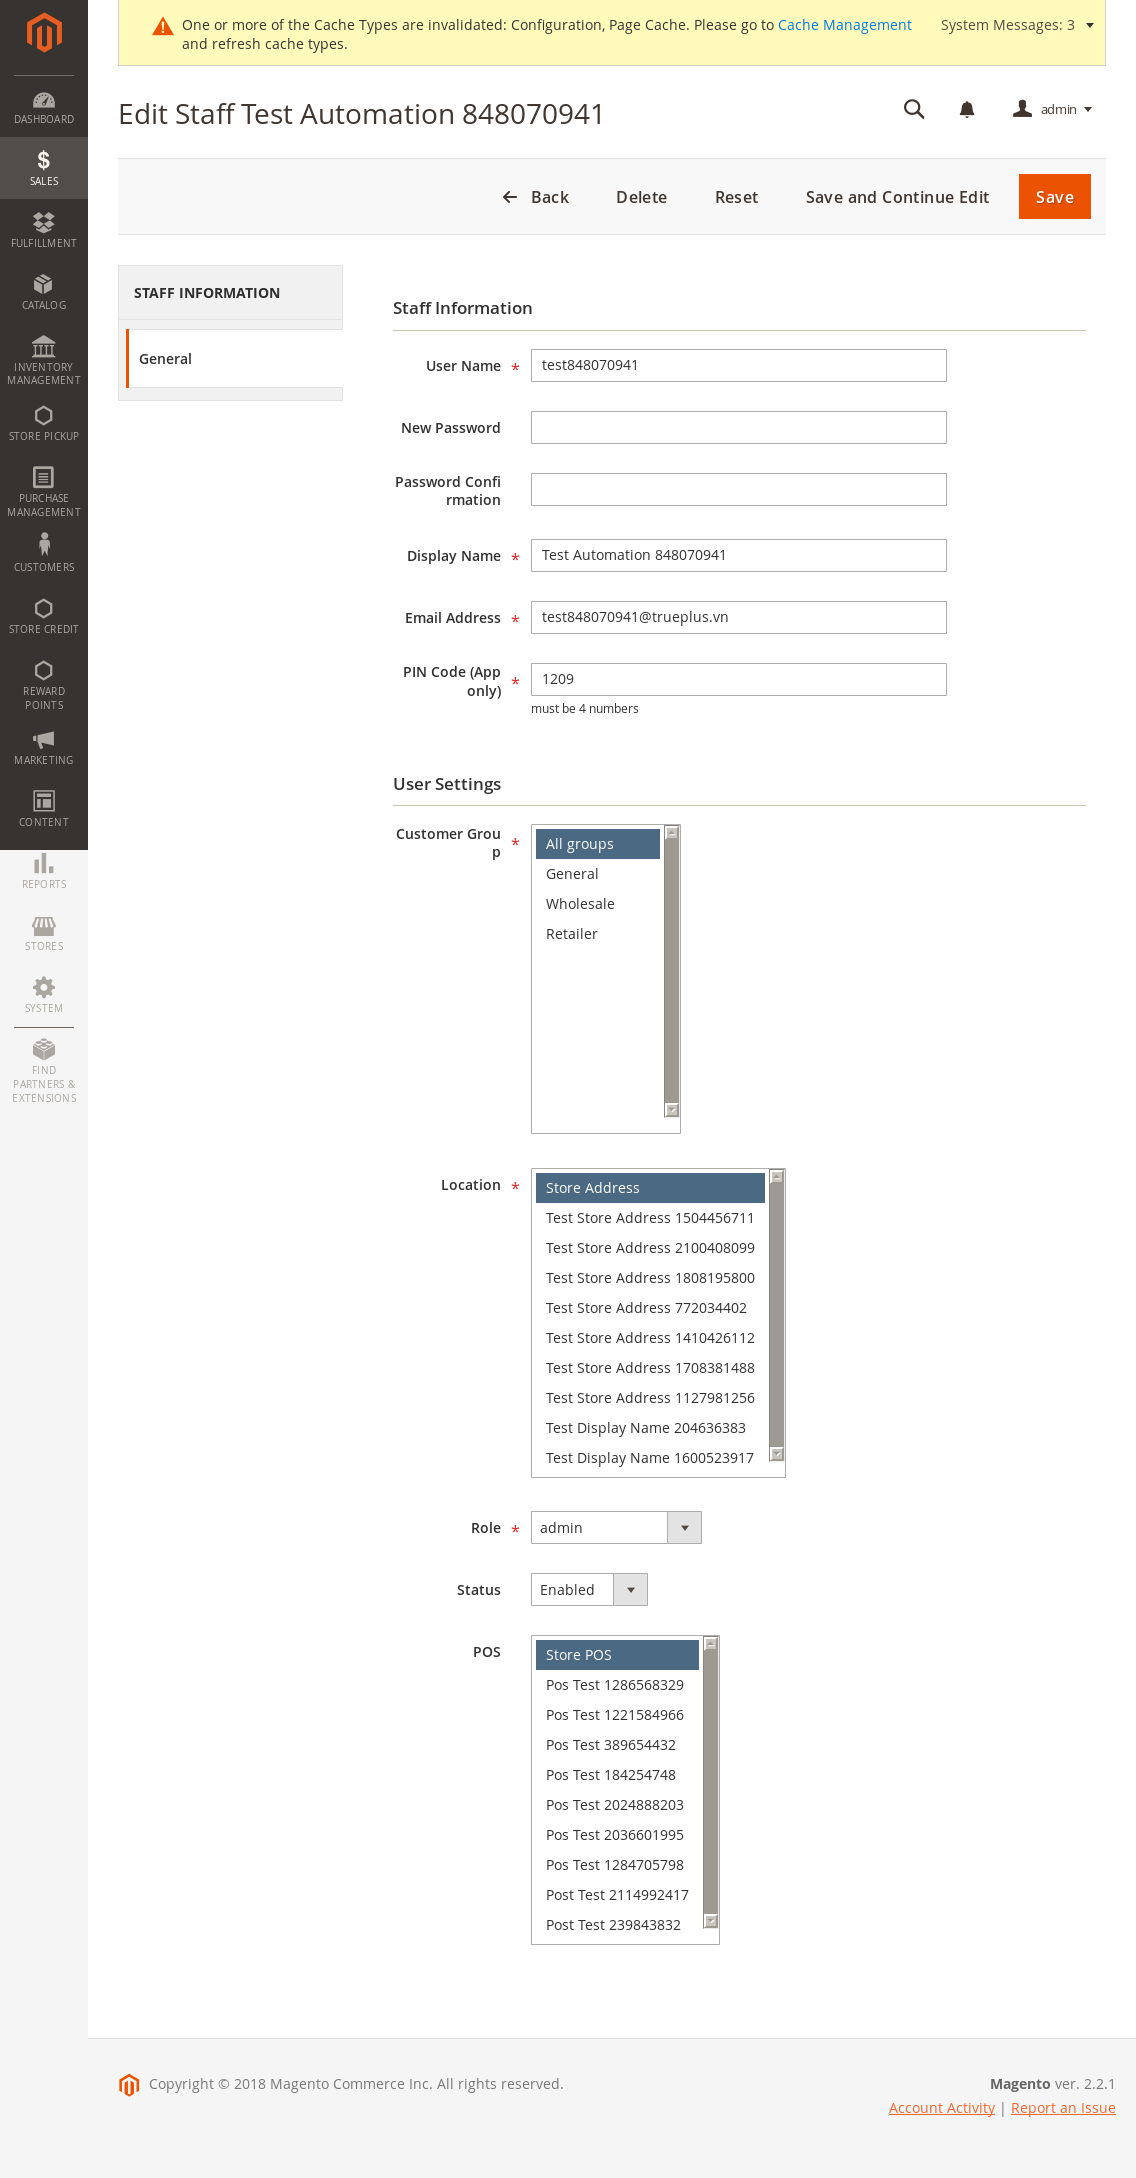 One or more of the Cache Types are invalidated: Configuration, Page Cache. Please go to Cache Management
and refresh cache types.
System Messages: 3
Edit Staff Test Automation 848070941
admin
Back
Delete
Reset
Save and Continue Edit
Save
DASHBOARD
SALES
FULFILLMENT
CATALOG
INVENTORY
MANAGEMENT
STORE PICKUP
PURCHASE
MANAGEMENT
CUSTOMERS
STORE CREDIT
REWARD
POINTS
MARKETING
CONTENT
REPORTS
STORES
SYSTEM
FIND
PARTNERS &
EXTENSIONS
STAFF INFORMATION
General
Staff Information
User Name *
test848070941
New Password
Password Confi
rmation
Display Name *
Test Automation 848070941
Email Address *
test848070941@trueplus.vn
PIN Code (App
only) *
1209
must be 4 numbers
User Settings
Customer Grou
p *
All groups
General
Wholesale
Retailer
Location *
Store Address
Test Store Address 1504456711
Test Store Address 2100408099
Test Store Address 1808195800
Test Store Address 772034402
Test Store Address 1410426112
Test Store Address 1708381488
Test Store Address 1127981256
Test Display Name 204636383
Test Display Name 1600523917
Role *
admin
Status
Enabled
POS
Store POS
Pos Test 1286568329
Pos Test 1221584966
Pos Test 389654432
Pos Test 184254748
Pos Test 2024888203
Pos Test 2036601995
Pos Test 1284705798
Post Test 2114992417
Post Test 239843832
Copyright © 2018 Magento Commerce Inc. All rights reserved.
Magento ver. 2.2.1
Account Activity | Report an Issue